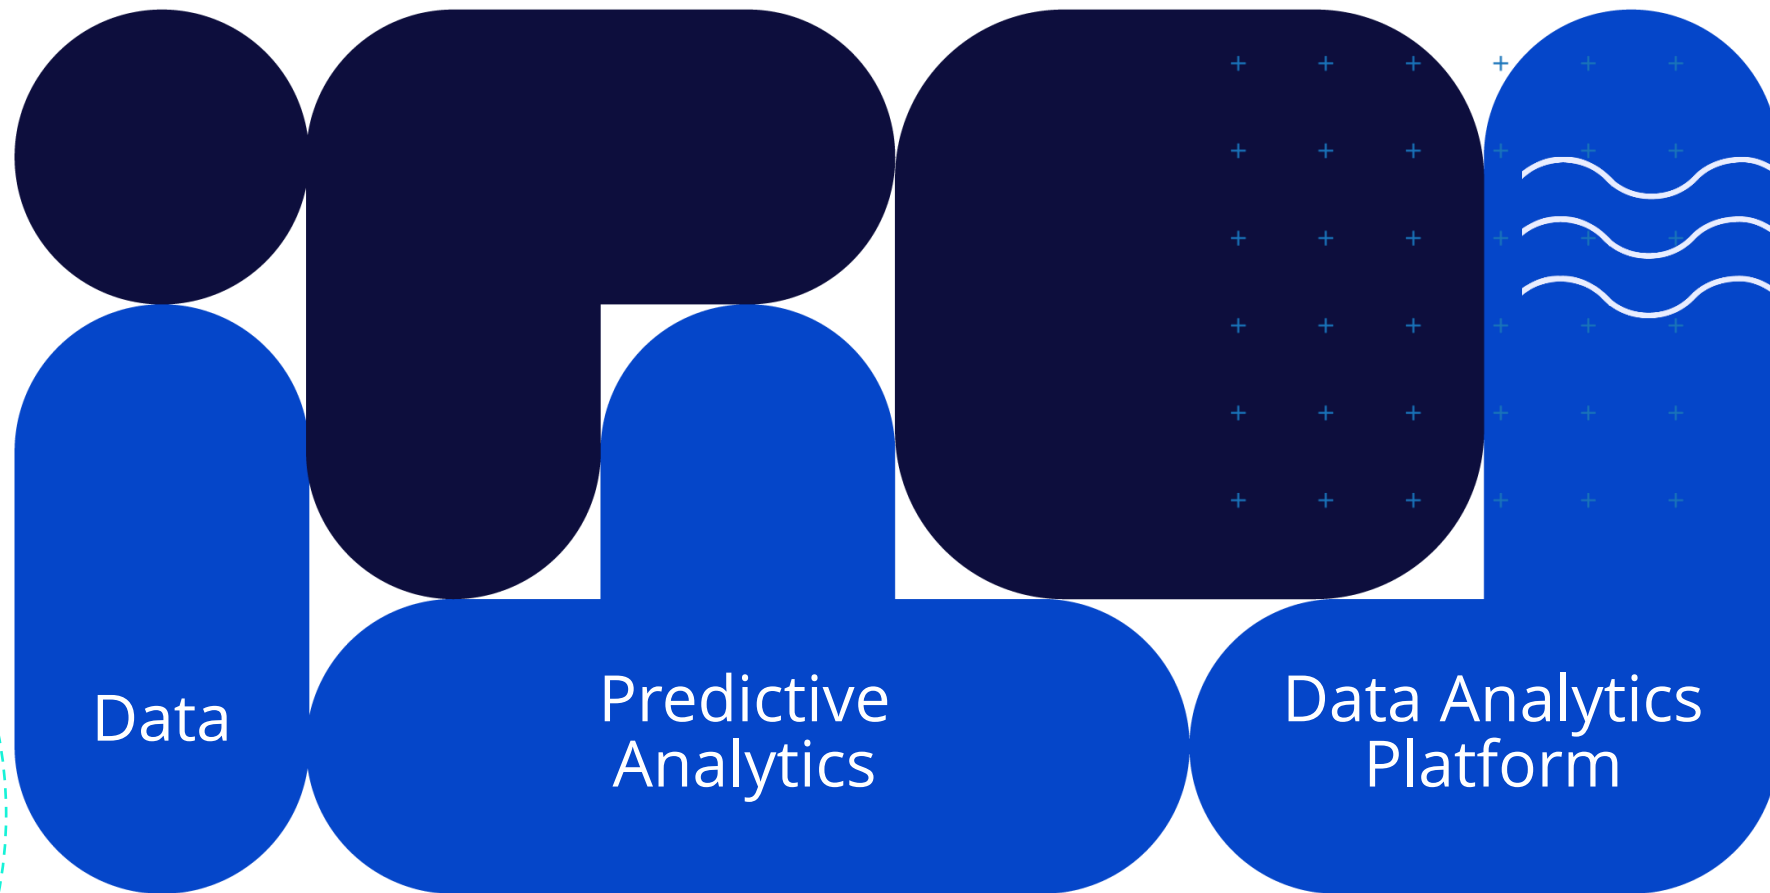 Data
Predictive
Analytics
Data Analytics
Platform